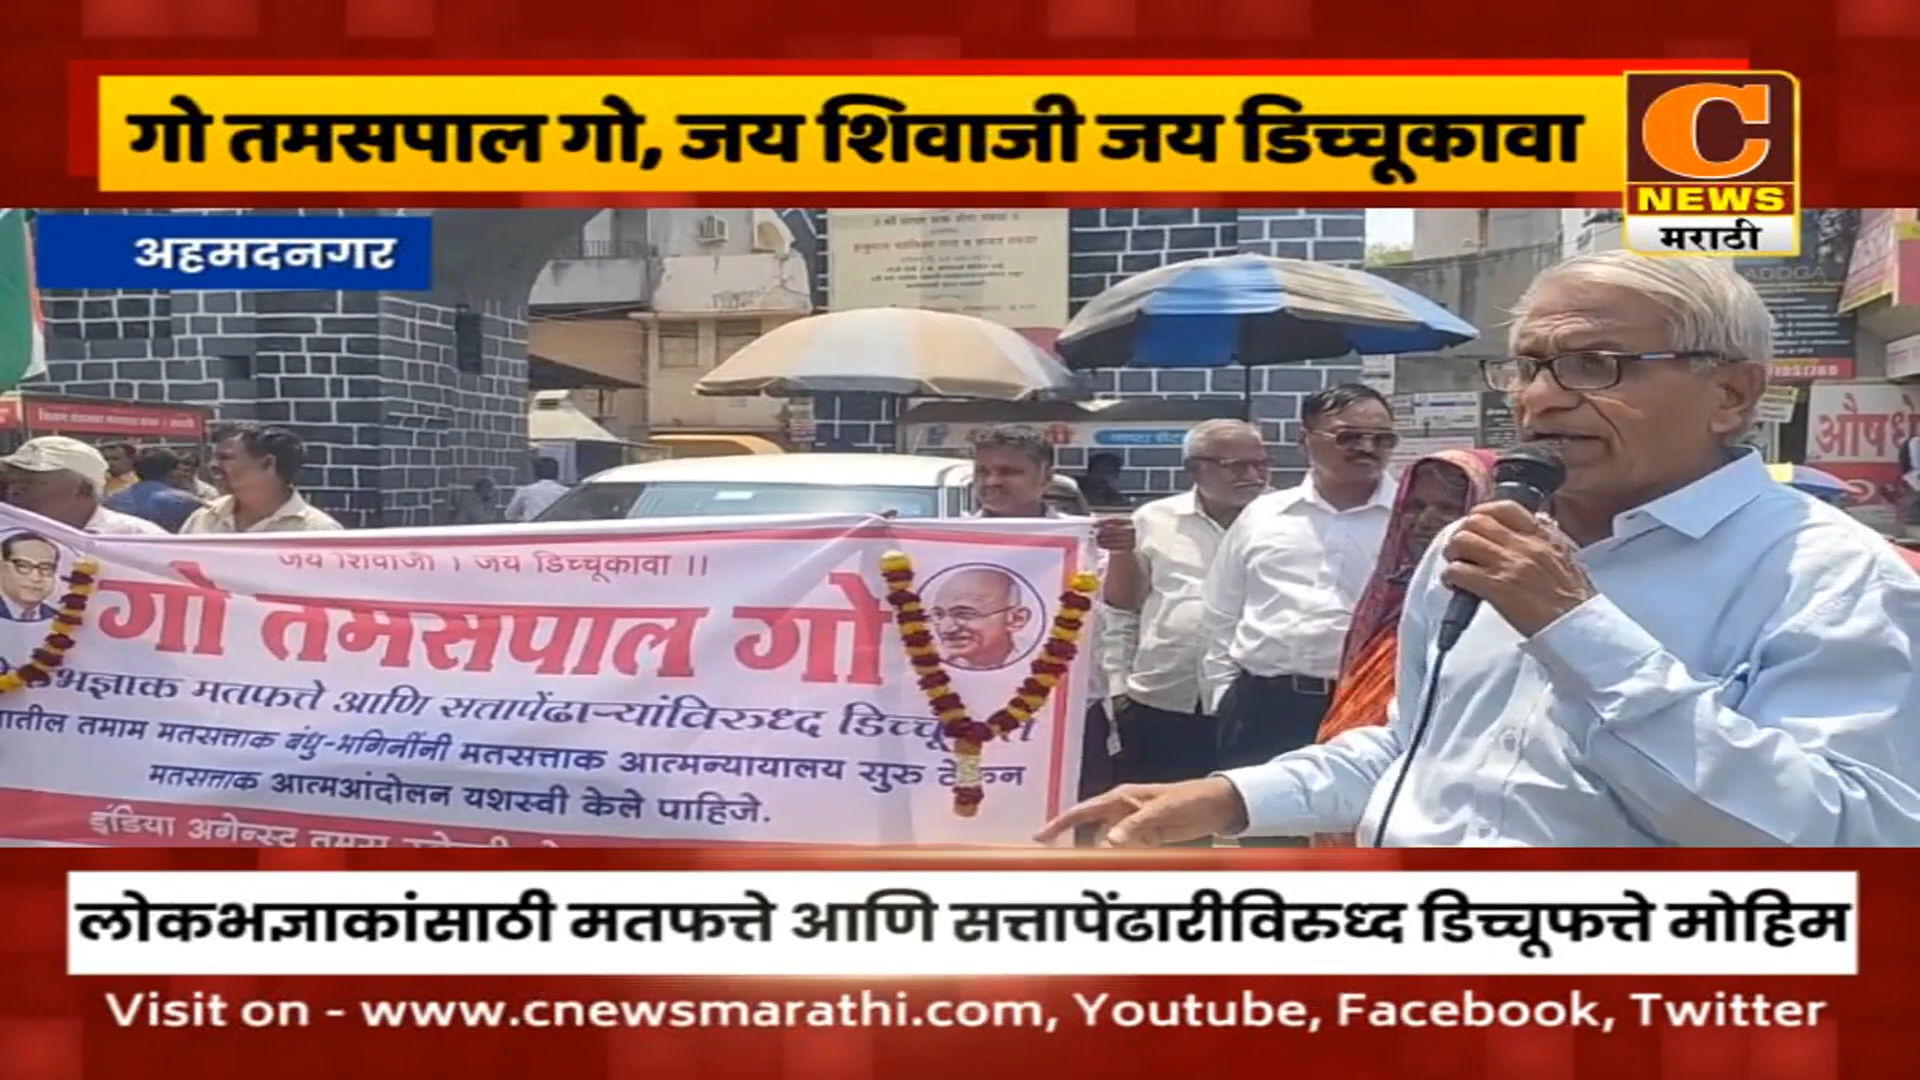 गो तमसपाल गो, जय शिवाजी जय डिच्चूकावा
C
NEWS
मराठी
अहमदनगर
औषध
जय शिवाजी । जय डिच्चूकावा ।।
गो तमसपाल गो
मतफत्ते आणि सत्तापेंढाऱ्यांविरुध्द
तमाम मतसत्ताक बंधु-भगिनींनी मतसत्ताक आत्मन्यायालय सुरु
मतसत्ताक आत्मआंदोलन यशस्वी केले पाहिजे.
इंडिया अगेन्स्ट
लोकभज्ञाकांसाठी मतफत्ते आणि सत्तापेंढारीविरुध्द डिच्चूफत्ते मोहिम
Visit on - www.cnewsmarathi.com, Youtube, Facebook, Twitter